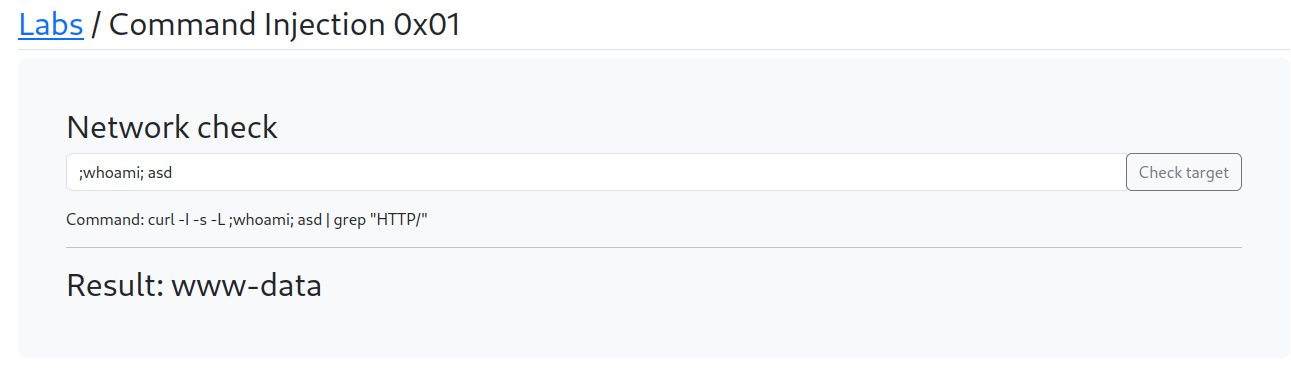 Labs / Command Injection 0x01
Network check
;whoami; asd
Check target
Command: curl -I -s -L ;whoami; asd | grep "HTTP/"
Result: www-data